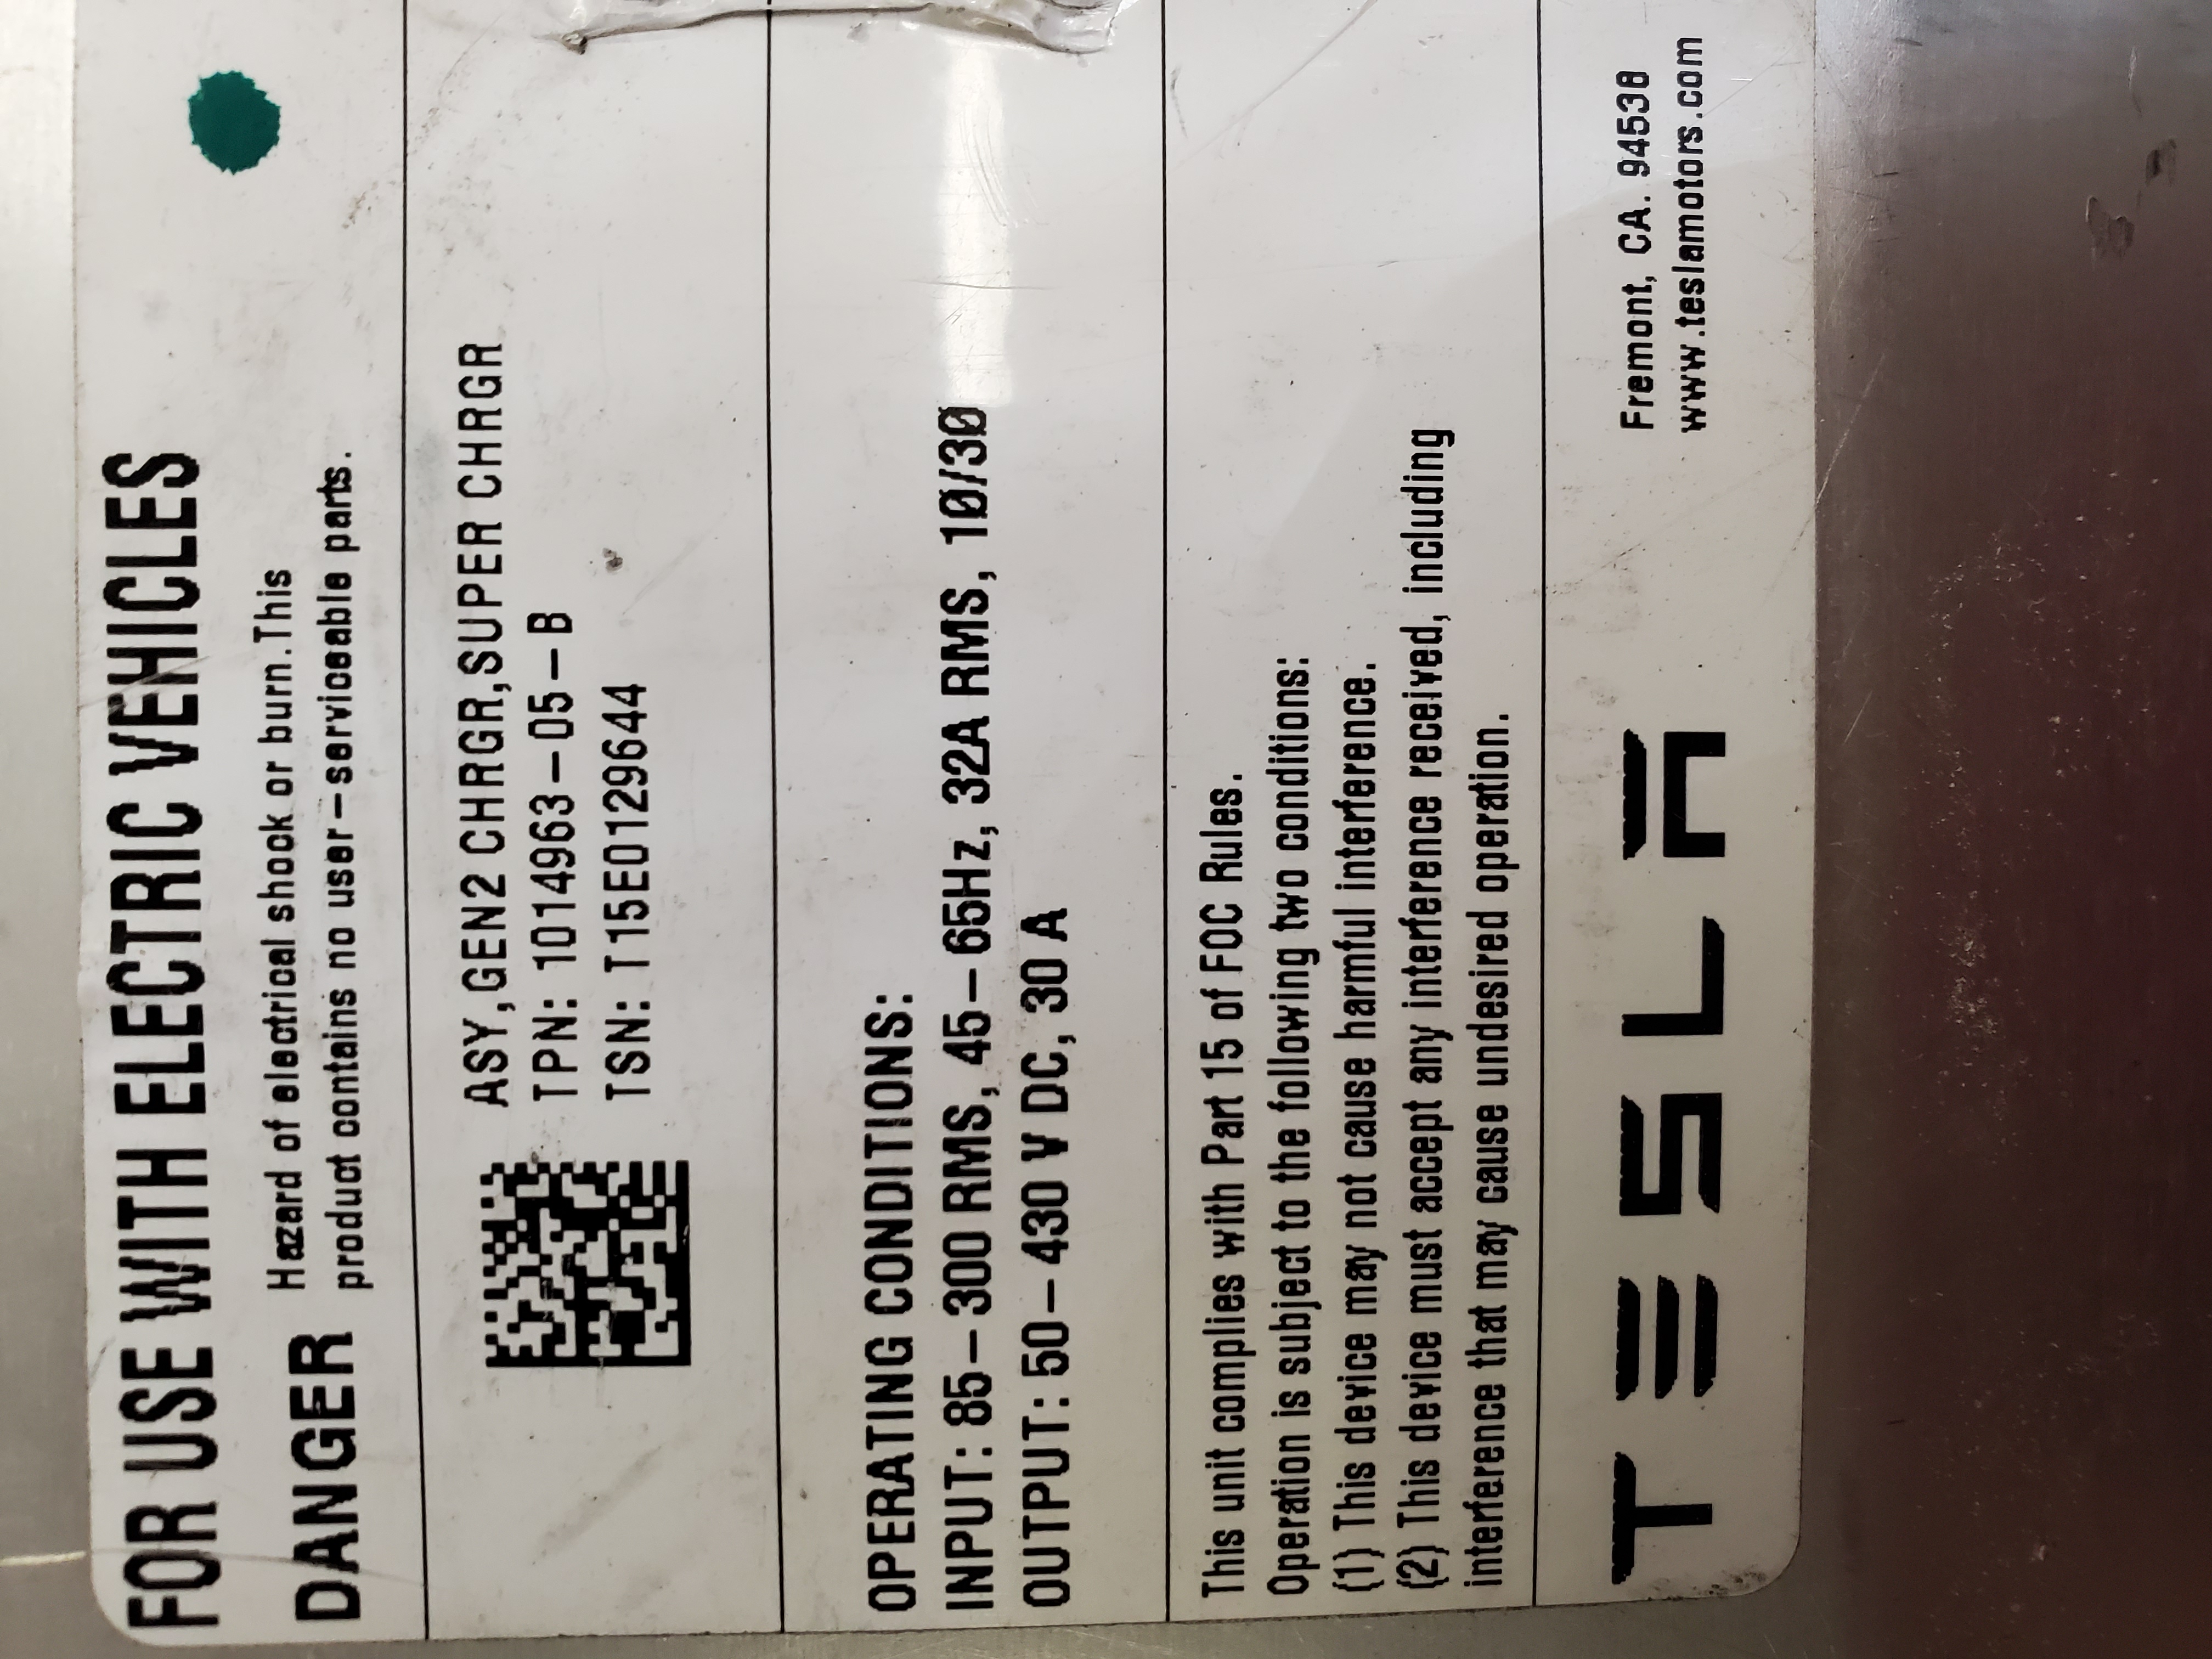 FOR USE WITH ELECTRIC VEHICLES
DANGER
Hazard of electrical shock or burn.This
product contains no user-serviceable parts.
ASY,GEN2 CHRGR,SUPER CHRGR
TPN: 1014963-05-B
TSN: T15E0129644
OPERATING CONDITIONS:
INPUT: 85-300 RMS, 45-65Hz, 32A RMS, 1Ø/3Ø
OUTPUT: 50-430 V DC, 30 A
This unit complies with Part 15 of FCC Rules.
Operation is subject to the following two conditions:
(1) This device may not cause harmful interference.
(2) This device must accept any interference received, including
interference that may cause undesired operation.
TESLA
Fremont, CA. 94538
www.teslamotors.com